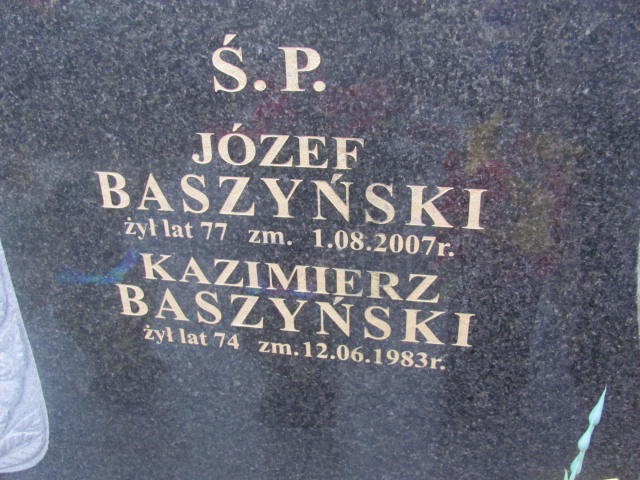 Ś. P.
JÓZEF
BASZYŃSKI
żył lat 77 zm. 1.08.2007r.
KAZIMIERZ
BASZYŃSKI
żył lat 74 zm.12.06.1983r.